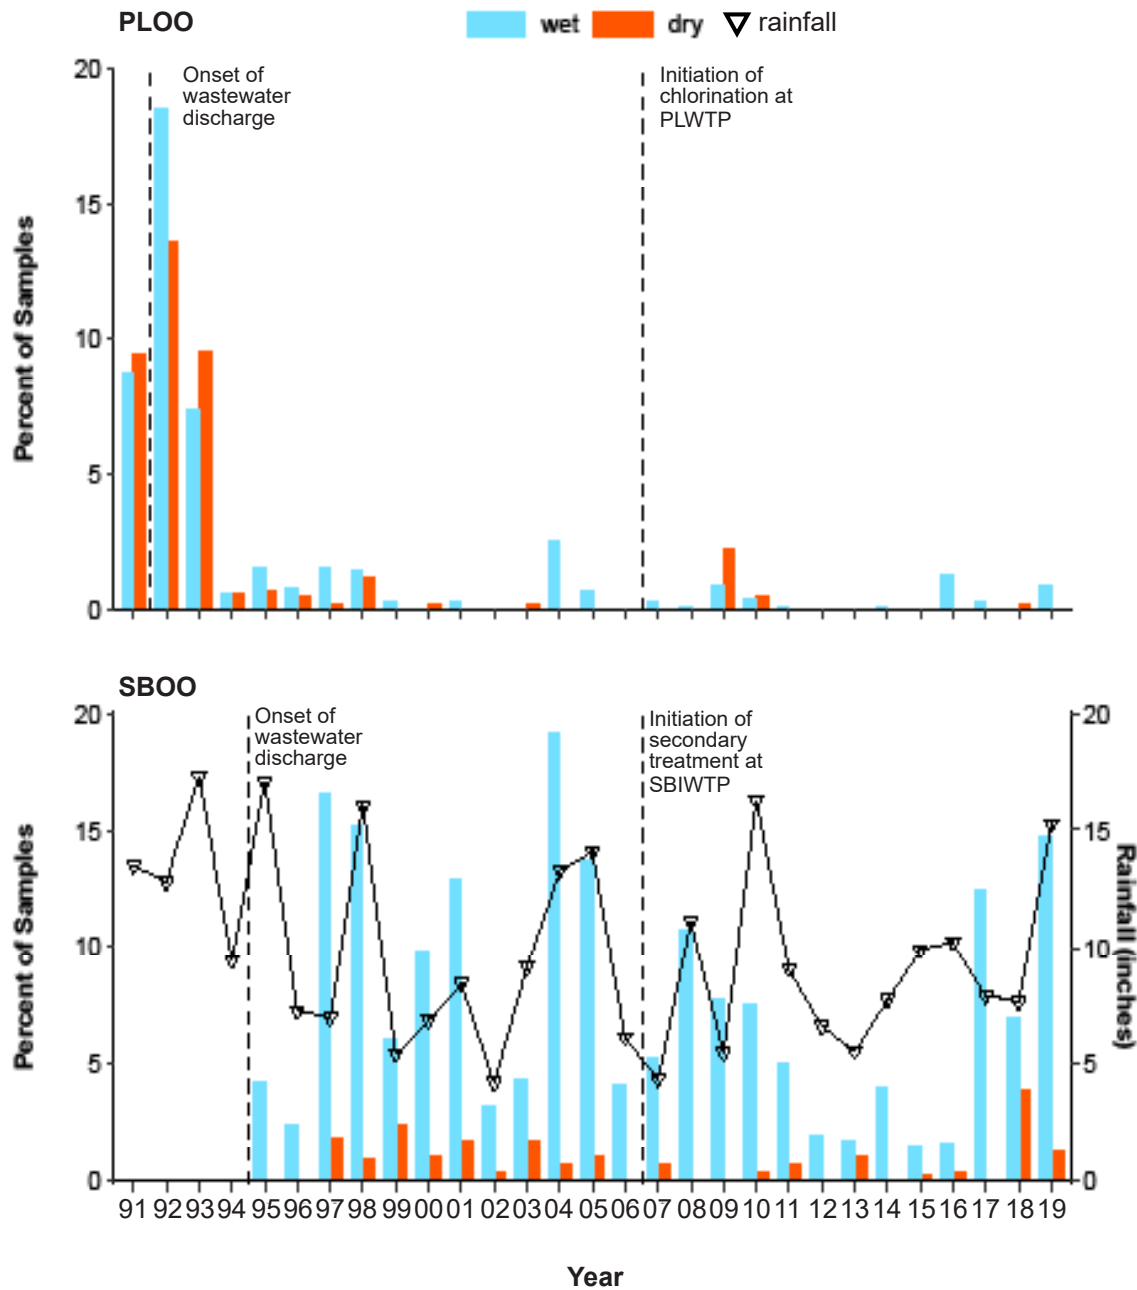 PLOO
wet dry rainfall
Onset of
wastewater
discharge
Initiation of
chlorination at
PLWTP
Percent of Samples
20
15
10
5
0
SBOO
Onset of
wastewater
discharge
Initiation of
secondary
treatment at
SBIWTP
Percent of Samples
20
15
10
5
0
20
15
10
5
0
Rainfall (inches)
91 92 93 94 95 96 97 98 99 00 01 02 03 04 05 06 07 08 09 10 11 12 13 14 15 16 17 18 19
Year